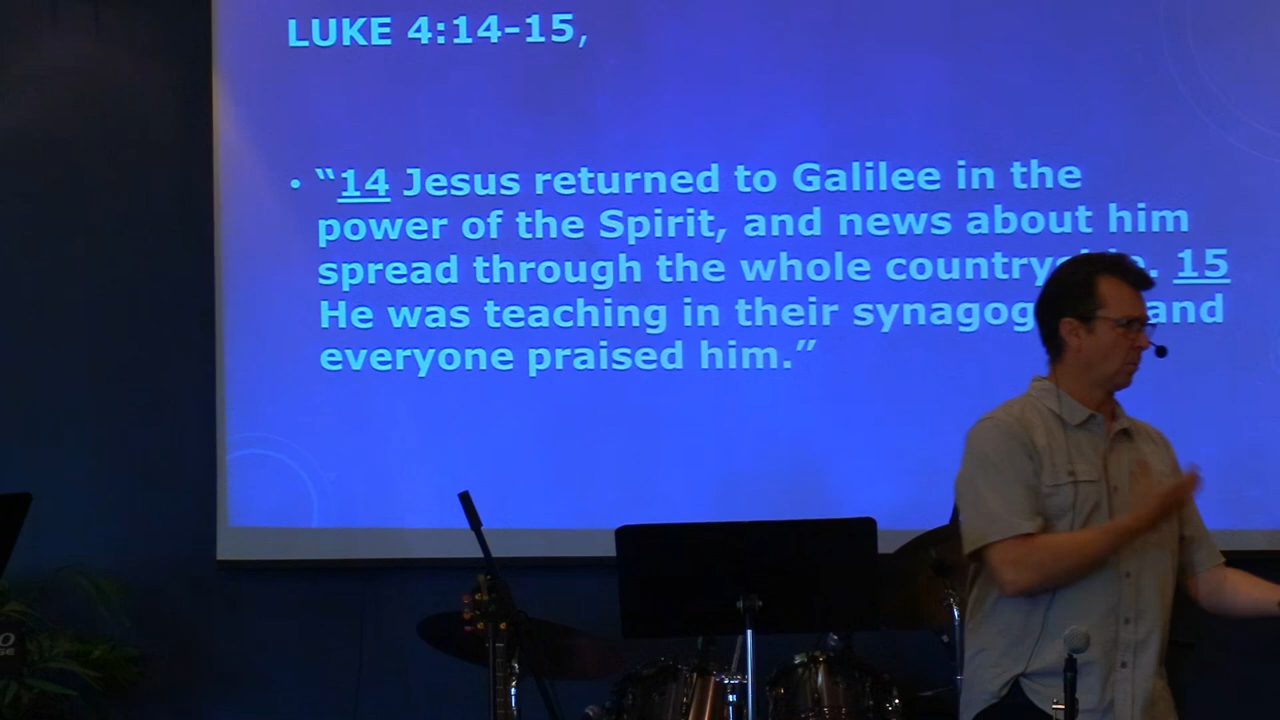 LUKE 4:14-15,
• “14 Jesus returned to Galilee in the
power of the Spirit, and news about him
spread through the whole 15
He was teaching in their and
everyone praised him.”